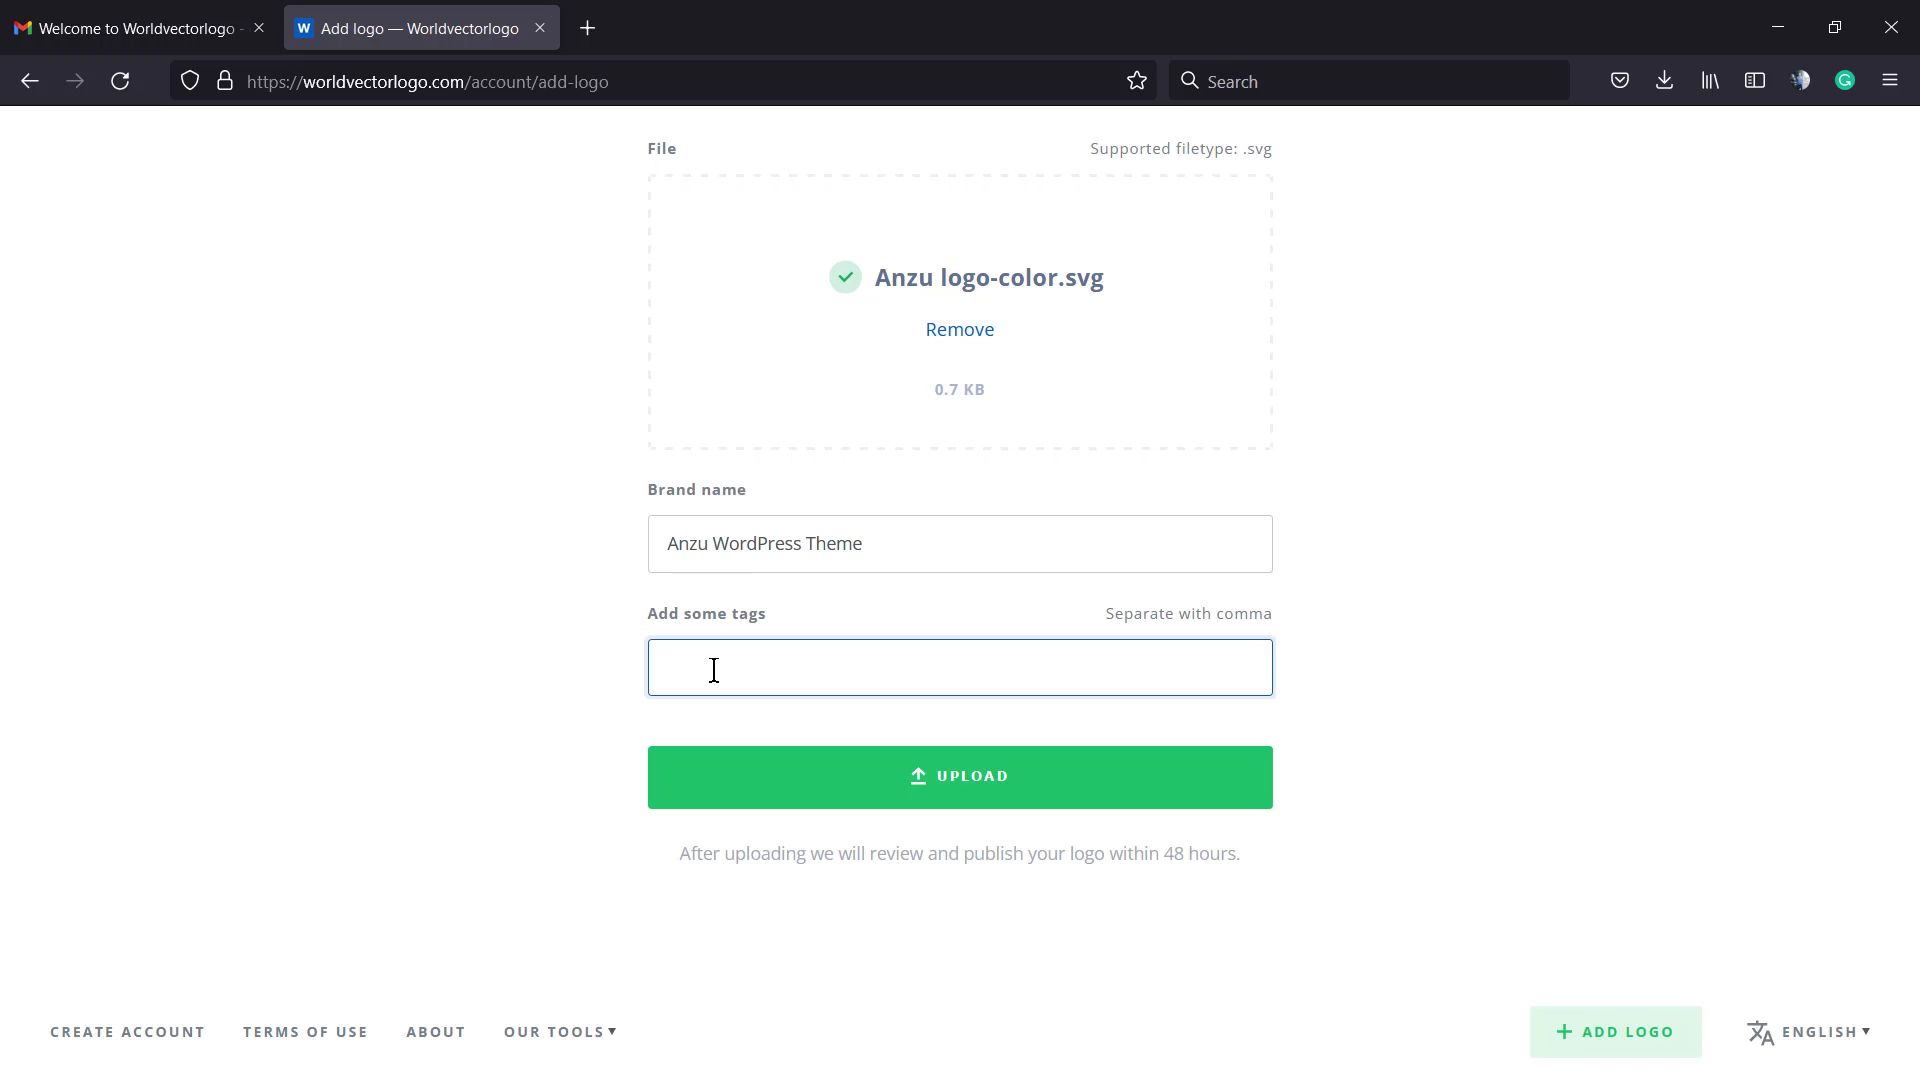 Welcome to Worldvectorlogo -
W Add logo — Worldvectorlogo
https://worldvectorlogo.com/account/add-logo
Search
File
Supported filetype: .svg
Anzu logo-color.svg
Remove
0.7 KB
Brand name
Anzu WordPress Theme
Add some tags
Separate with comma
UPLOAD
After uploading we will review and publish your logo within 48 hours.
CREATE ACCOUNT
TERMS OF USE
ABOUT
OUR TOOLS
ADD LOGO
ENGLISH